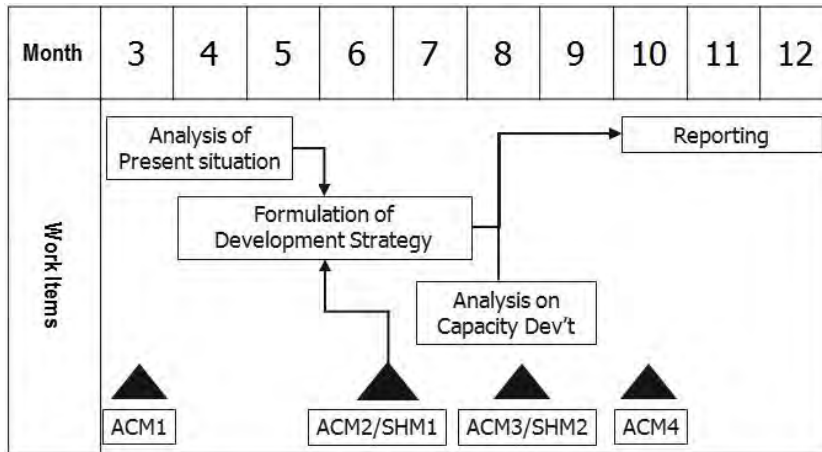 Month 3 4 5 6 7 8 9 10 11 12
Work Items
Analysis of
Present situation
Reporting
Formulation of
Development Strategy
Analysis on
Capacity Dev't
ACM1
ACM2/SHM1
ACM3/SHM2
ACM4